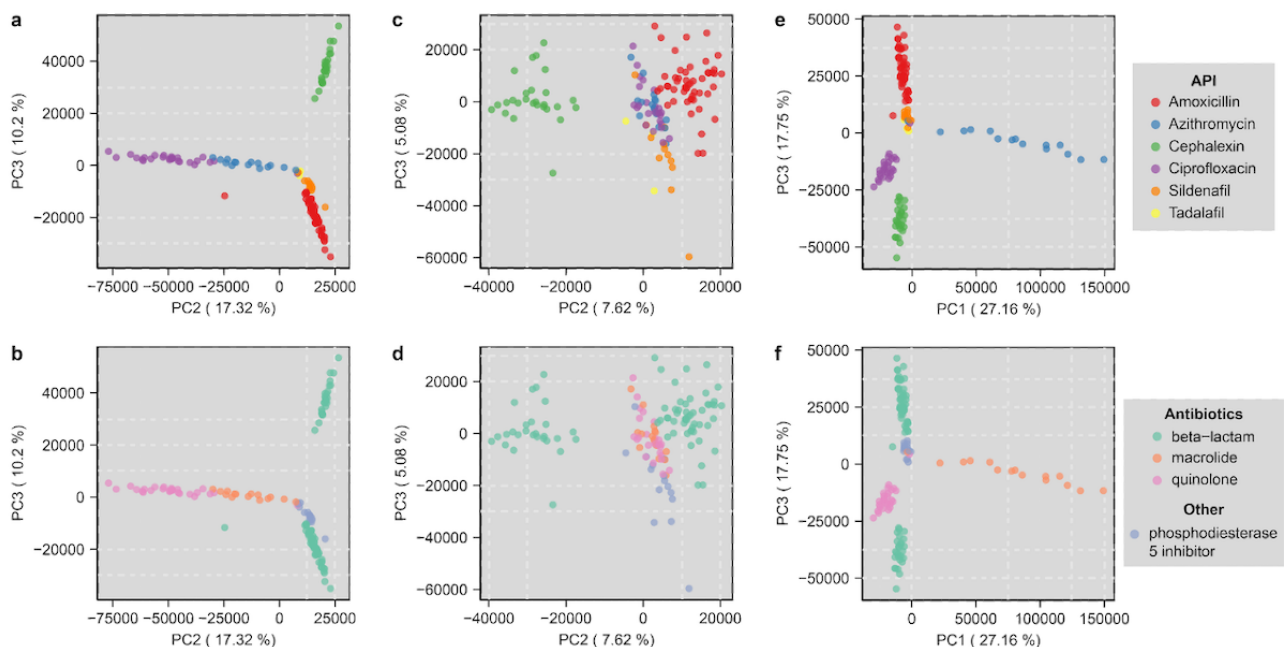 a
PC3 ( 10.2 %)
40000
20000
0
−20000
−75000 −50000 −25000 0 25000
PC2 ( 17.32 %)
c
PC3 ( 5.08 %)
20000
0
−20000
−40000
−60000
−40000 −20000 0 20000
PC2 ( 7.62 %)
e
PC3 ( 17.75 %)
50000
25000
0
−25000
−50000
0 50000 100000 150000
PC1 ( 27.16 %)
API
Amoxicillin
Azithromycin
Cephalexin
Ciprofloxacin
Sildenafil
Tadalafil
b
PC3 ( 10.2 %)
40000
20000
0
−20000
−75000 −50000 −25000 0 25000
PC2 ( 17.32 %)
d
PC3 ( 5.08 %)
20000
0
−20000
−40000
−60000
−40000 −20000 0 20000
PC2 ( 7.62 %)
f
PC3 ( 17.75 %)
50000
25000
0
−25000
−50000
0 50000 100000 150000
PC1 ( 27.16 %)
Antibiotics
beta−lactam
macrolide
quinolone
Other
phosphodiesterase
5 inhibitor